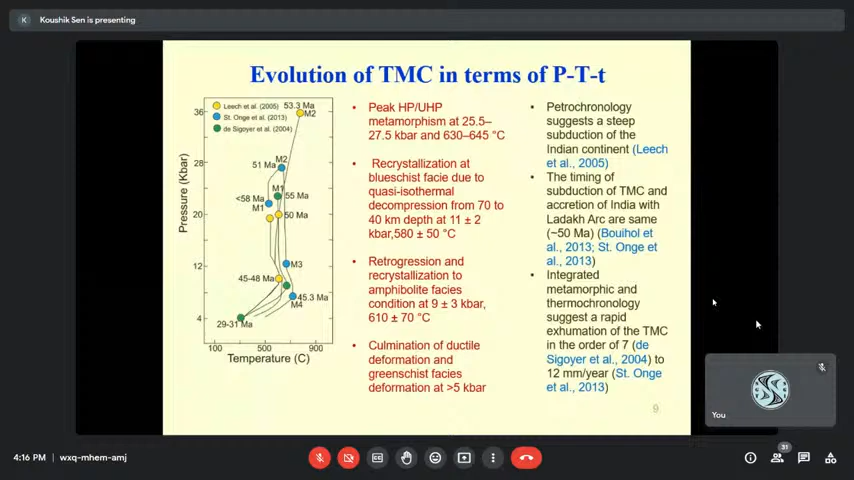 K Koushik Sen is presenting
Evolution of TMC in terms of P-T-t
Leech et al. (2005)
St. Onge et al. (2013)
de Sigoyer et al. (2004)
53.3 Ma
M2
36
28
20
12
4
Pressure (Kbar)
51 Ma
M2
M1
55 Ma
<58 Ma
M1
50 Ma
M3
45-48 Ma
45.3 Ma
M4
29-31 Ma
100 500 900
Temperature (C)
• Peak HP/UHP
metamorphism at 25.5–
27.5 kbar and 630–645 °C
• Recrystallization at
blueschist facie due to
quasi-isothermal
decompression from 70 to
40 km depth at 11 ± 2
kbar,580 ± 50 °C
• Retrogression and
recrystallization to
amphibolite facies
condition at 9 ± 3 kbar,
610 ± 70 °C
• Culmination of ductile
deformation and
greenschist facies
deformation at >5 kbar
• Petrochronology
suggests a steep
subduction of the
Indian continent (Leech
et al., 2005)
• The timing of
subduction of TMC and
accretion of India with
Ladakh Arc are same
(~50 Ma) (Bouihol et
al., 2013; St. Onge et
al., 2013)
• Integrated
metamorphic and
thermochronology
suggest a rapid
exhumation of the TMC
in the order of 7 (de
Sigoyer et al., 2004) to
12 mm/year (St. Onge
et al., 2013)
9
You
4:16 PM | wxq-mhem-amj
31